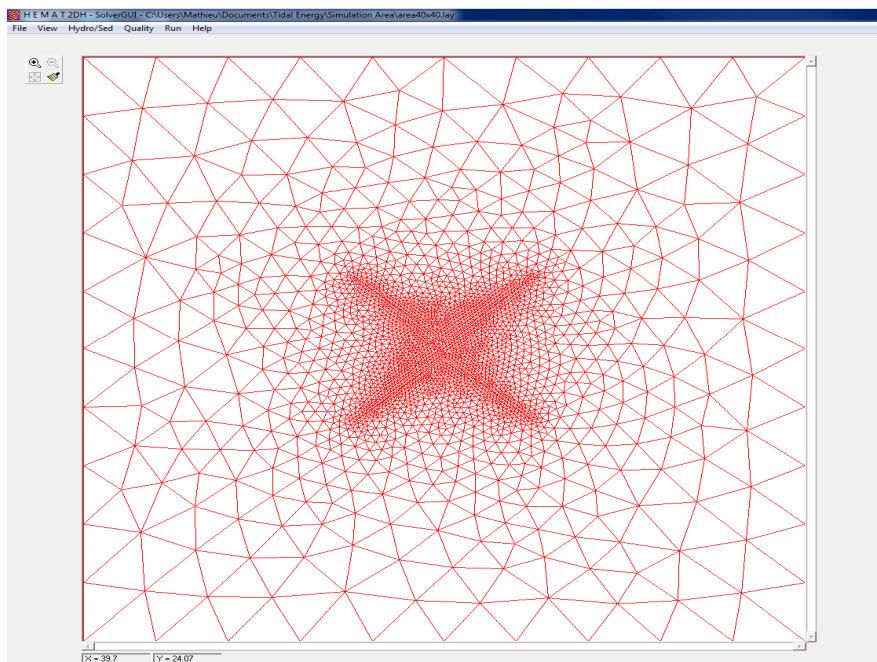 H E M A T 2DH - SolverGUI - C:\Users\Mathieu\Documents\Tidal Energy\Simulation Area\area40x40.lay
File View Hydro/Sed Quality Run Help
X = 39.7 Y = 24.07